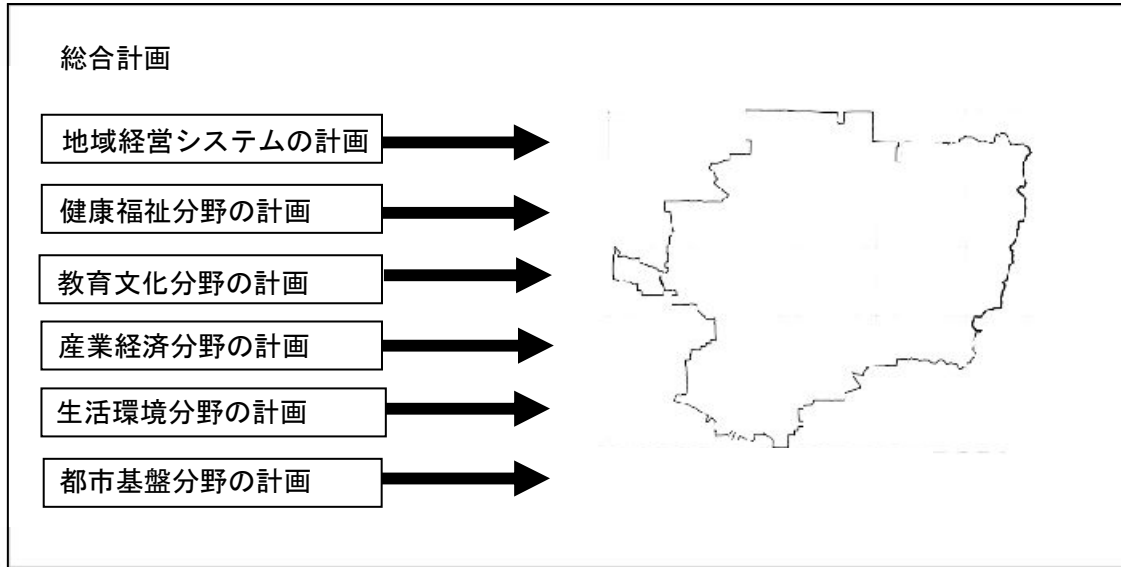 総合計画
地域経営システムの計画
健康福祉分野の計画
教育文化分野の計画
産業経済分野の計画
生活環境分野の計画
都市基盤分野の計画